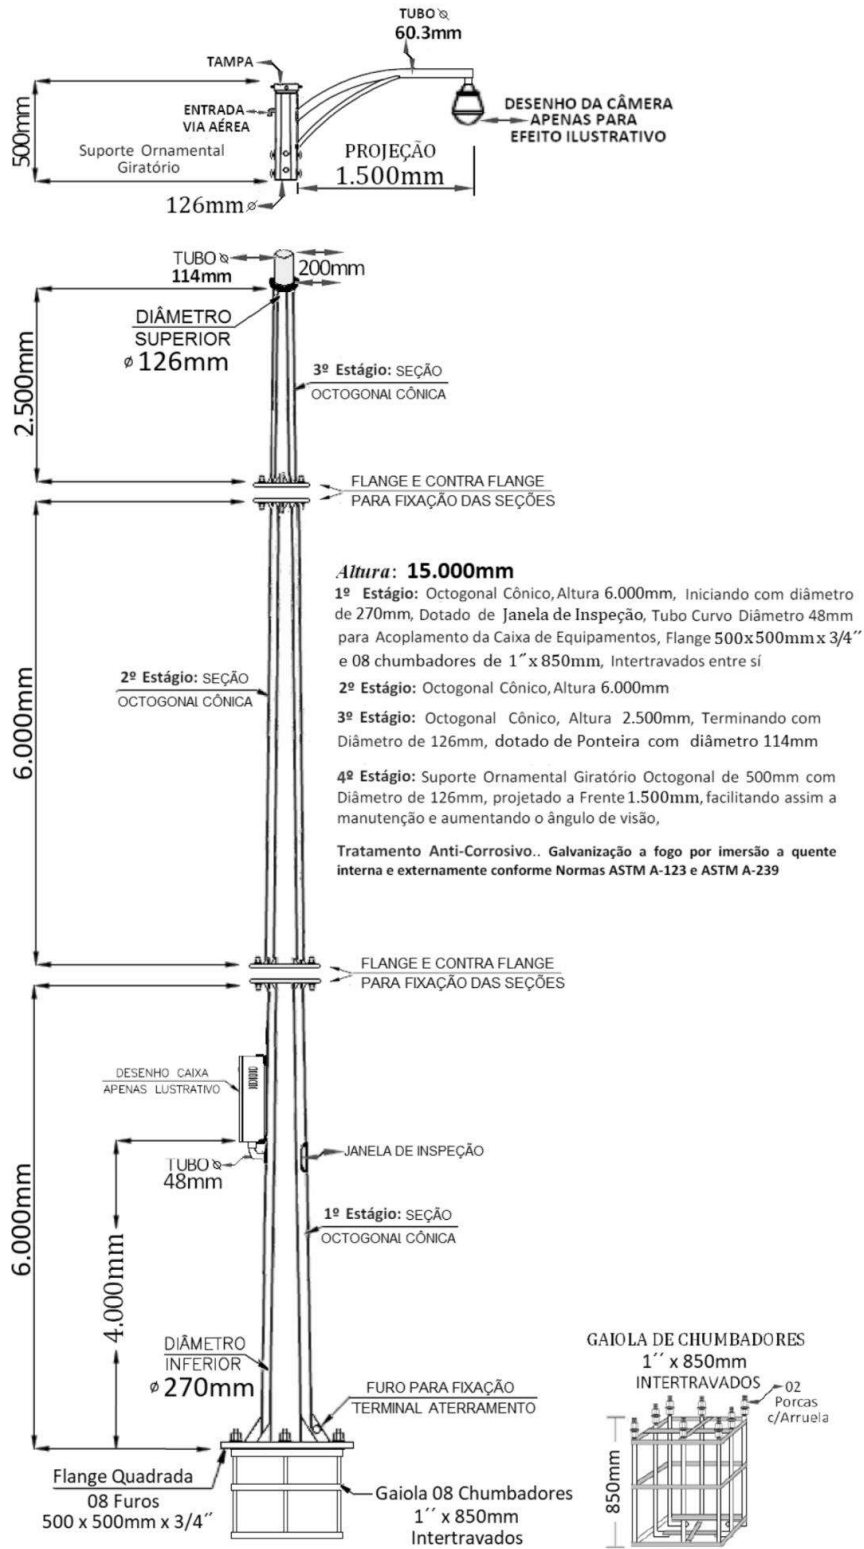 TUBO ⌀
60.3mm
TAMPA
500mm
ENTRADA
VIA AÉREA
DESENHO DA CÂMERA
APENAS PARA
EFEITO ILUSTRATIVO
Suporte Ornamental
Giratório
PROJEÇÃO
1.500mm
126mm⌀
TUBO ⌀
114mm
200mm
DIÂMETRO
SUPERIOR
⌀ 126mm
2.500mm
3º Estágio: SEÇÃO
OCTOGONAL CÔNICA
FLANGE E CONTRA FLANGE
PARA FIXAÇÃO DAS SEÇÕES
Altura: 15.000mm
1º Estágio: Octogonal Cônico, Altura 6.000mm, Iniciando com diâmetro
de 270mm, Dotado de Janela de Inspeção, Tubo Curvo Diâmetro 48mm
para Acoplamento da Caixa de Equipamentos, Flange 500x500mm x 3/4˝
e 08 chumbadores de 1˝ x 850mm, Intertravados entre sí
2º Estágio: Octogonal Cônico, Altura 6.000mm
3º Estágio: Octogonal Cônico, Altura 2.500mm, Terminando com
Diâmetro de 126mm, dotado de Ponteira com diâmetro 114mm
4º Estágio: Suporte Ornamental Giratório Octogonal de 500mm com
Diâmetro de 126mm, projetado a Frente 1.500mm, facilitando assim a
manutenção e aumentando o ângulo de visão,
Tratamento Anti-Corrosivo.. Galvanização a fogo por imersão a quente
interna e externamente conforme Normas ASTM A-123 e ASTM A-239
2º Estágio: SEÇÃO
OCTOGONAL CÔNICA
6.000mm
FLANGE E CONTRA FLANGE
PARA FIXAÇÃO DAS SEÇÕES
DESENHO CAIXA
APENAS LUSTRATIVO
TUBO ⌀
48mm
JANELA DE INSPEÇÃO
6.000mm
4.000mm
1º Estágio: SEÇÃO
OCTOGONAL CÔNICA
DIÂMETRO
INFERIOR
⌀ 270mm
FURO PARA FIXAÇÃO
TERMINAL ATERRAMENTO
Flange Quadrada
08 Furos
500 x 500mm x 3/4˝
Gaiola 08 Chumbadores
1´´ x 850mm
Intertravados
GAIOLA DE CHUMBADORES
1´´ x 850mm
INTERTRAVADOS
02
Porcas
c/Arruela
850mm